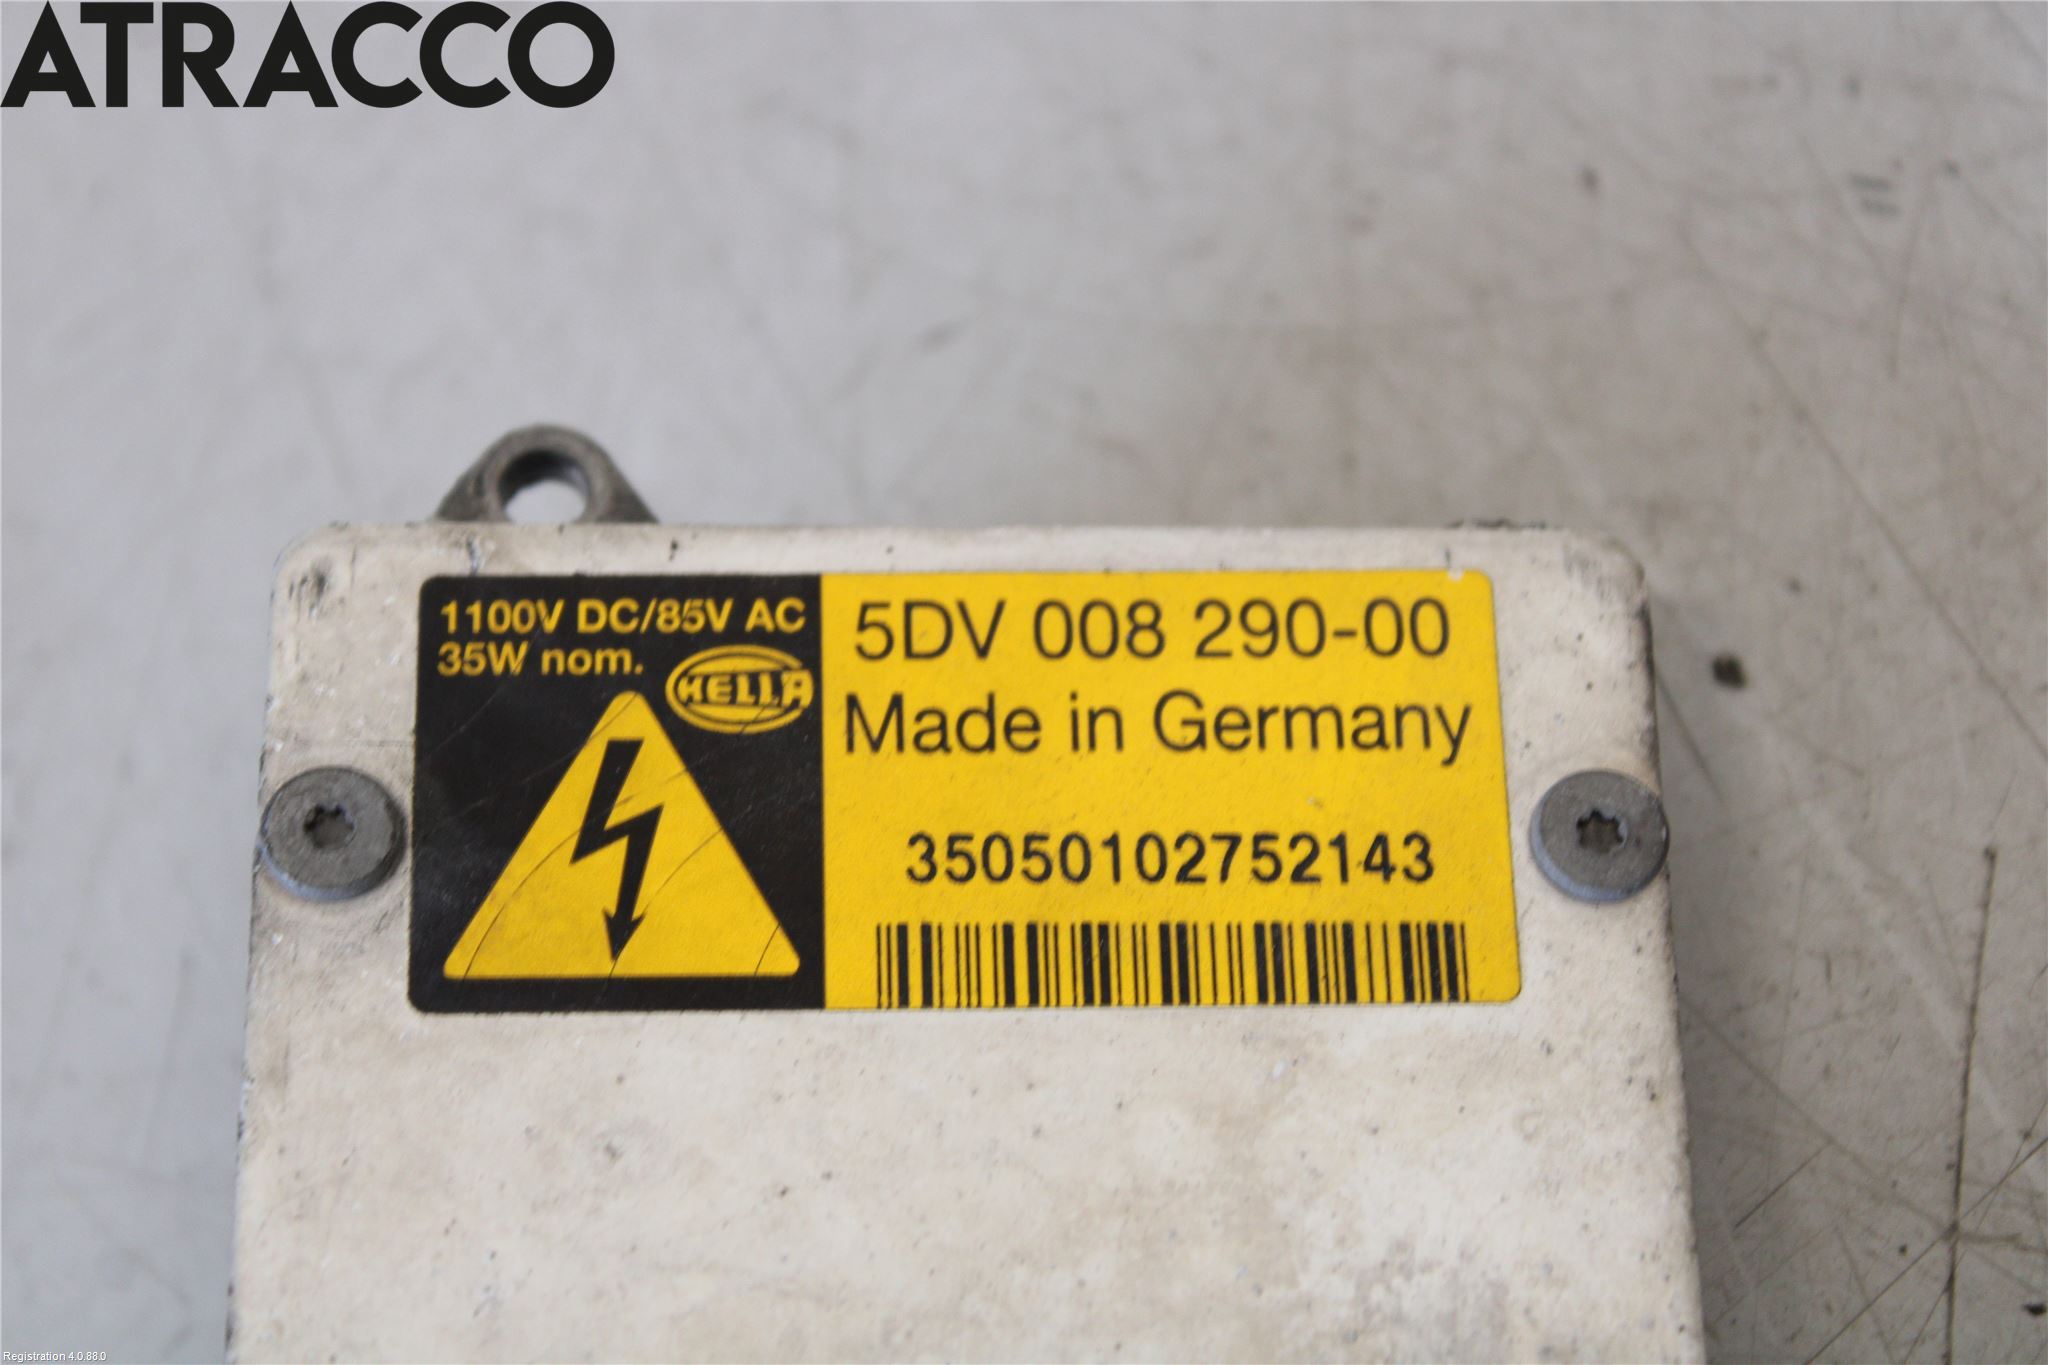 ATRACCO
1100V DC/85V AC
35W nom.
HELLA
5DV 008 290-00
Made in Germany
35050102752143
Registration 4.0.88.0